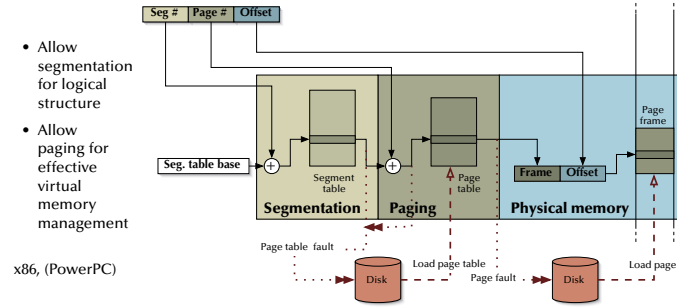 Seg # Page # Offset
• Allow
segmentation
for logical
structure
• Allow
paging for
effective
virtual
memory
management
x86, (PowerPC)
Seg. table base
+
Segment
table
Segmentation
+
Page
table
Paging
Page
frame
Frame Offset
Physical memory
Page table fault
Disk
Load page table
Page fault
Disk
Load page